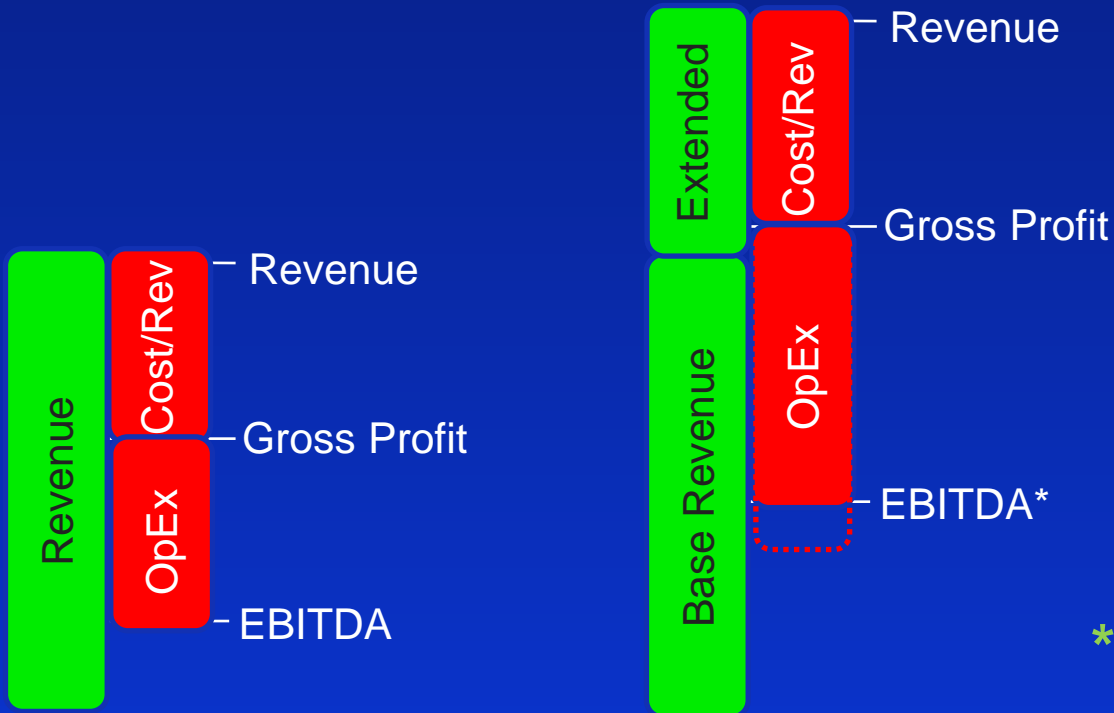 Revenue
Cost/Rev
OpEx
Revenue
Gross Profit
EBITDA
Extended
Base Revenue
Cost/Rev
OpEx
Revenue
Gross Profit
EBITDA*
*